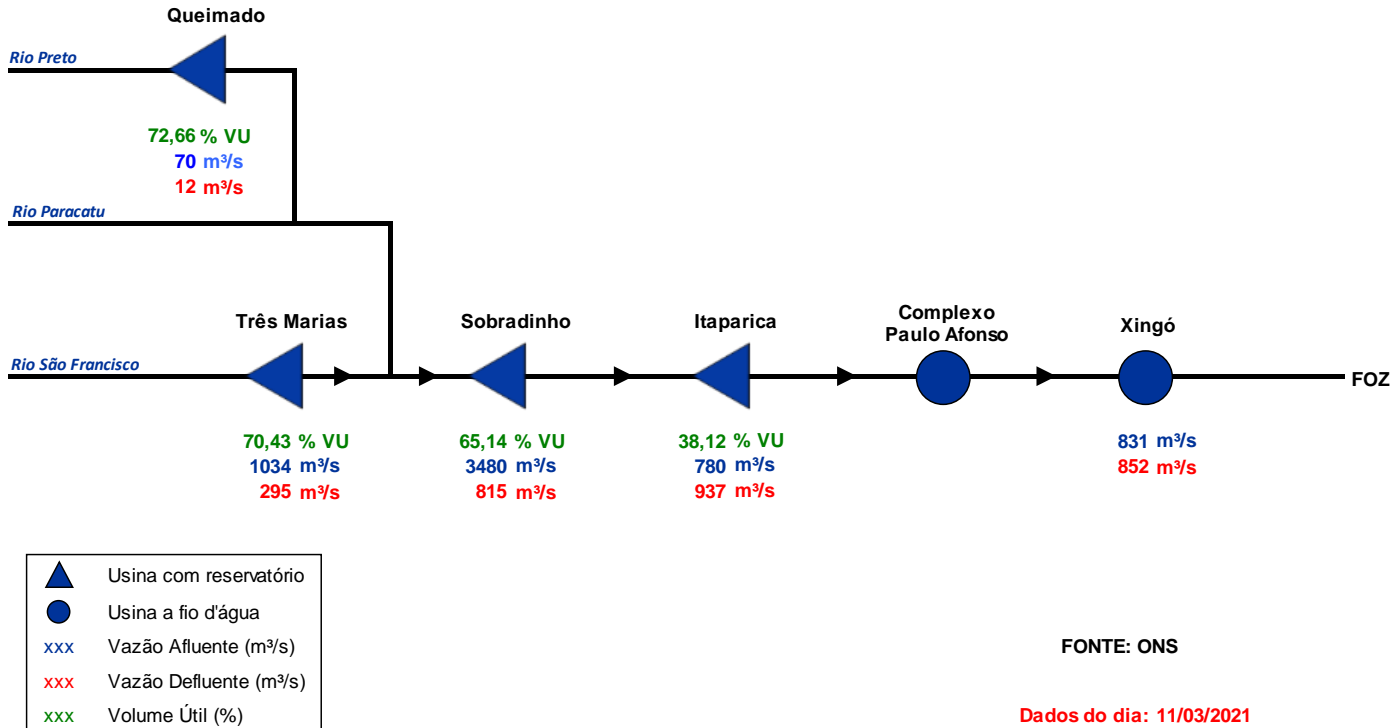 Queimado
Rio Preto
72,66 % VU
70 m³/s
12 m³/s
Rio Paracatu
Três Marias
Sobradinho
Itaparica
Complexo
Paulo Afonso
Xingó
Rio São Francisco
FOZ
70,43 % VU
1034 m³/s
295 m³/s
65,14 % VU
3480 m³/s
815 m³/s
38,12 % VU
780 m³/s
937 m³/s
831 m³/s
852 m³/s
Usina com reservatório
Usina a fio d'água
xxx Vazão Afluente (m³/s)
xxx Vazão Defluente (m³/s)
xxx Volume Útil (%)
FONTE: ONS
Dados do dia: 11/03/2021